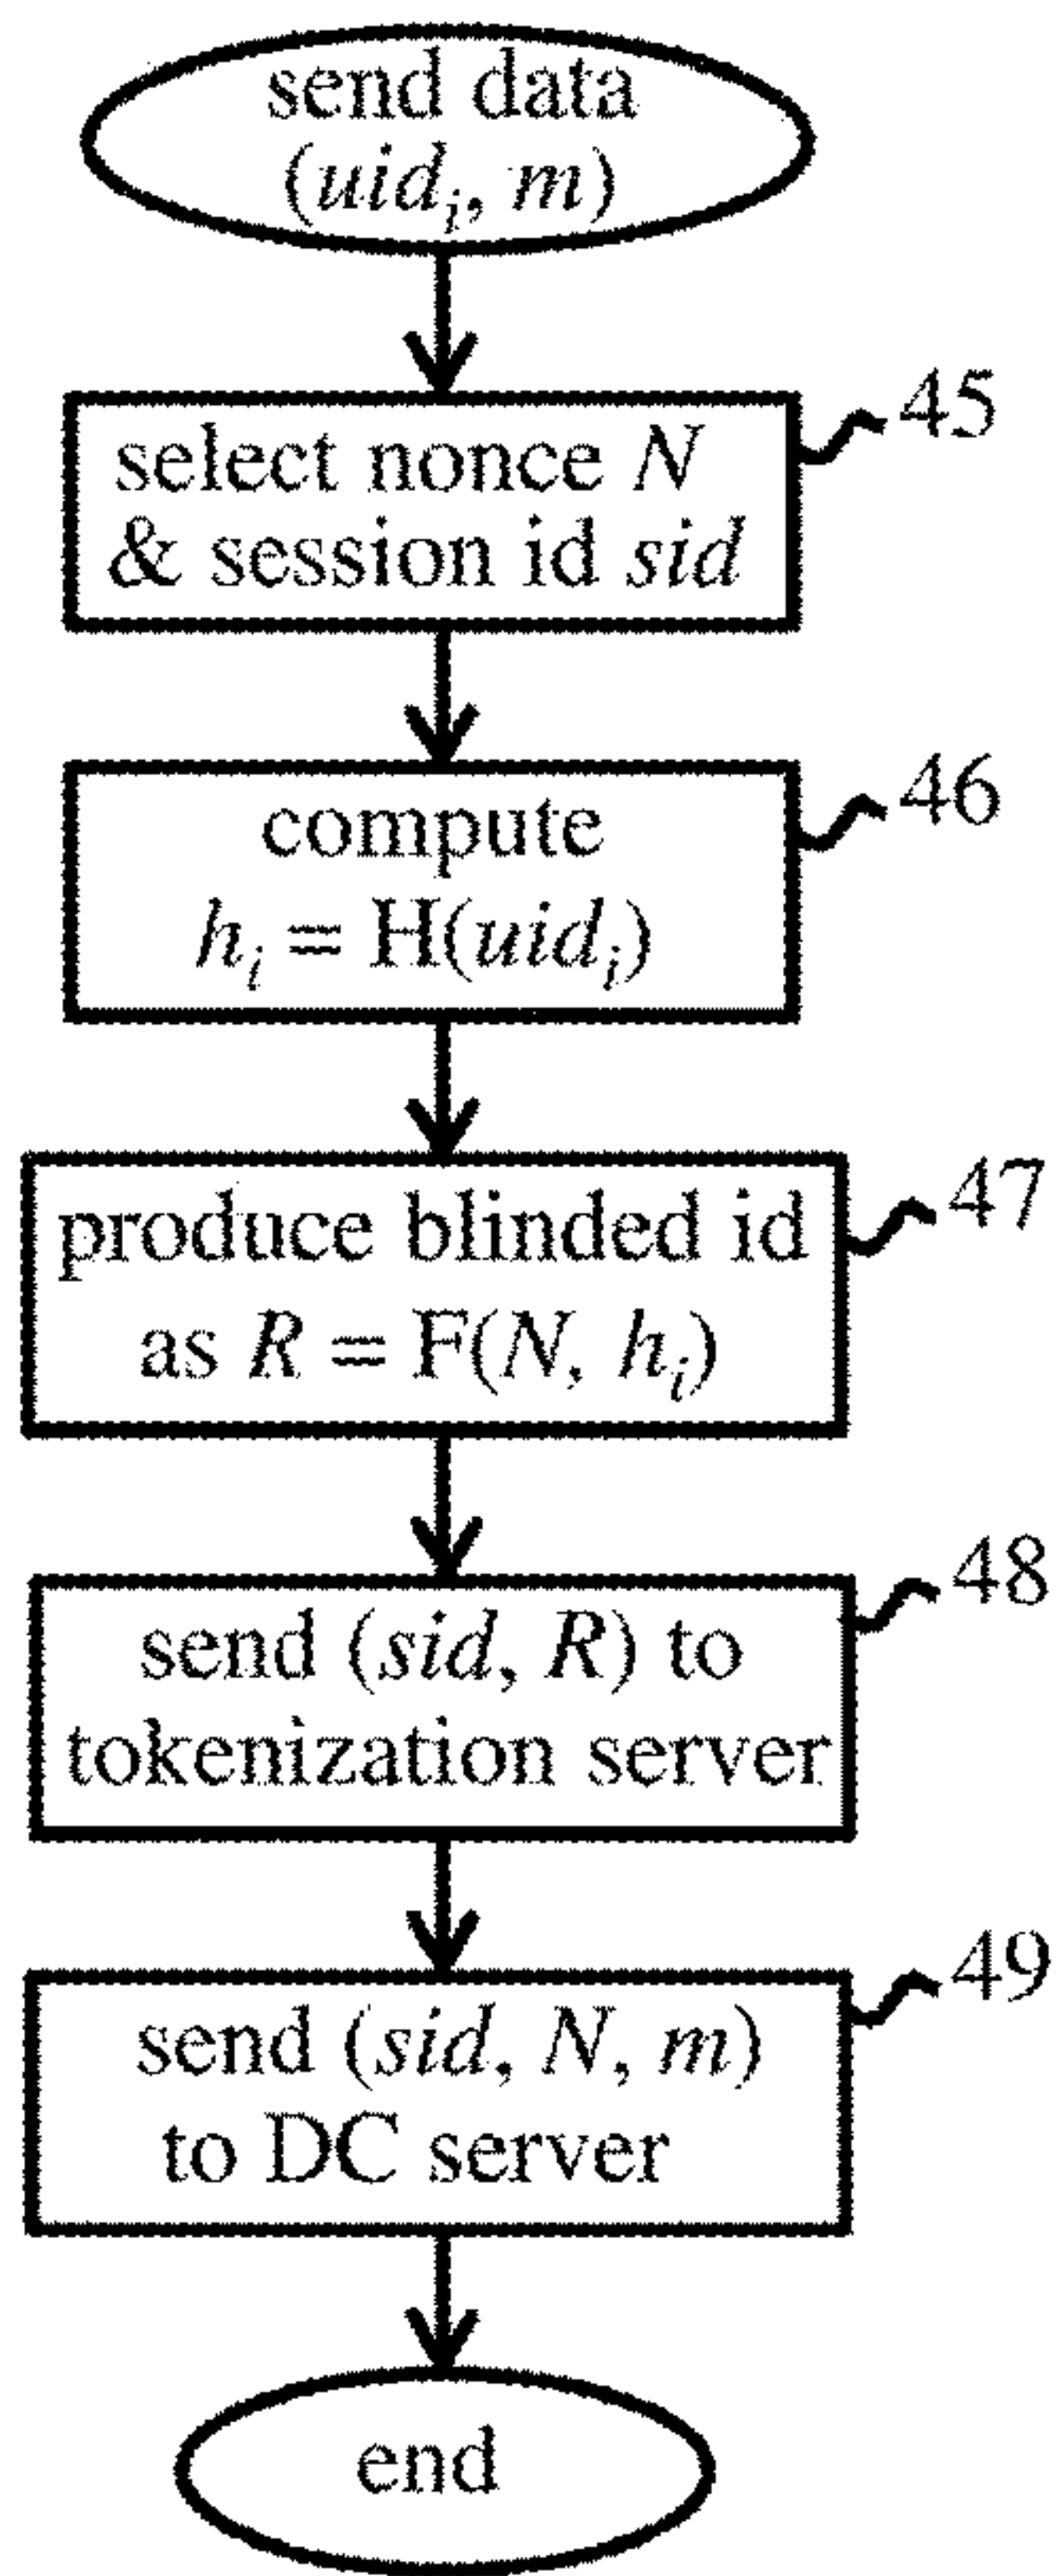 send data
(uidᵢ, m)
45
select nonce N
& session id sid
46
compute
hᵢ = H(uidᵢ)
47
produce blinded id
as R = F(N, hᵢ)
48
send (sid, R) to
tokenization server
49
send (sid, N, m)
to DC server
end